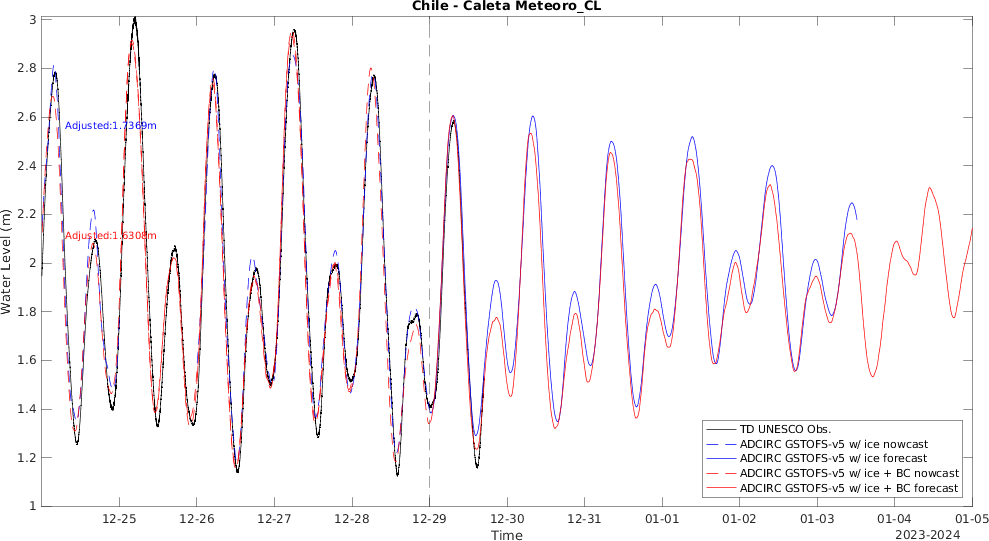 Chile - Caleta Meteoro_CL
3
2.8
2.6
2.4
2.2
2
1.8
1.6
1.4
1.2
1
Water Level (m)
Adjusted:1.7369m
Adjusted:1.6308m
TD UNESCO Obs.
ADCIRC GSTOFS-v5 w/ ice nowcast
ADCIRC GSTOFS-v5 w/ ice forecast
ADCIRC GSTOFS-v5 w/ ice + BC nowcast
ADCIRC GSTOFS-v5 w/ ice + BC forecast
12-25 12-26 12-27 12-28 12-29 12-30 12-31 01-01 01-02 01-03 01-04 01-05
Time
2023-2024